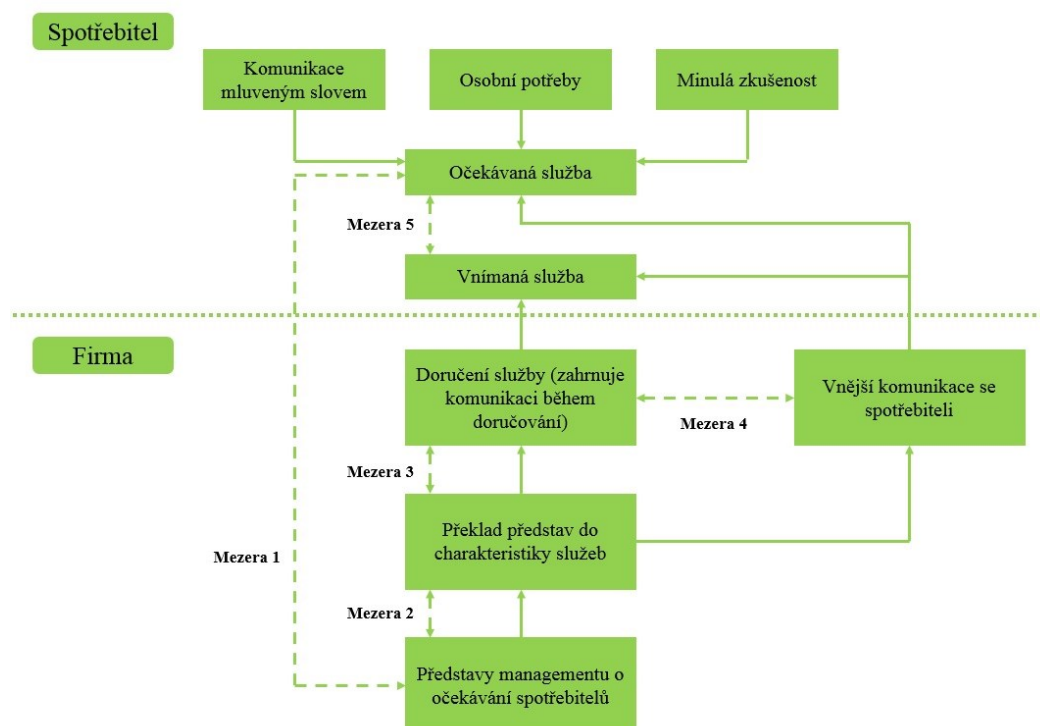 Spotřebitel
Komunikace
mluveným slovem
Osobní potřeby
Minulá zkušenost
Očekávaná služba
Mezera 5
Vnímaná služba
Firma
Doručení služby (zahrnuje
komunikaci během
doručování)
Vnější komunikace se
spotřebiteli
Mezera 4
Mezera 3
Překlad představ do
charakteristiky služeb
Mezera 1
Mezera 2
Představy managementu o
očekávání spotřebitelů